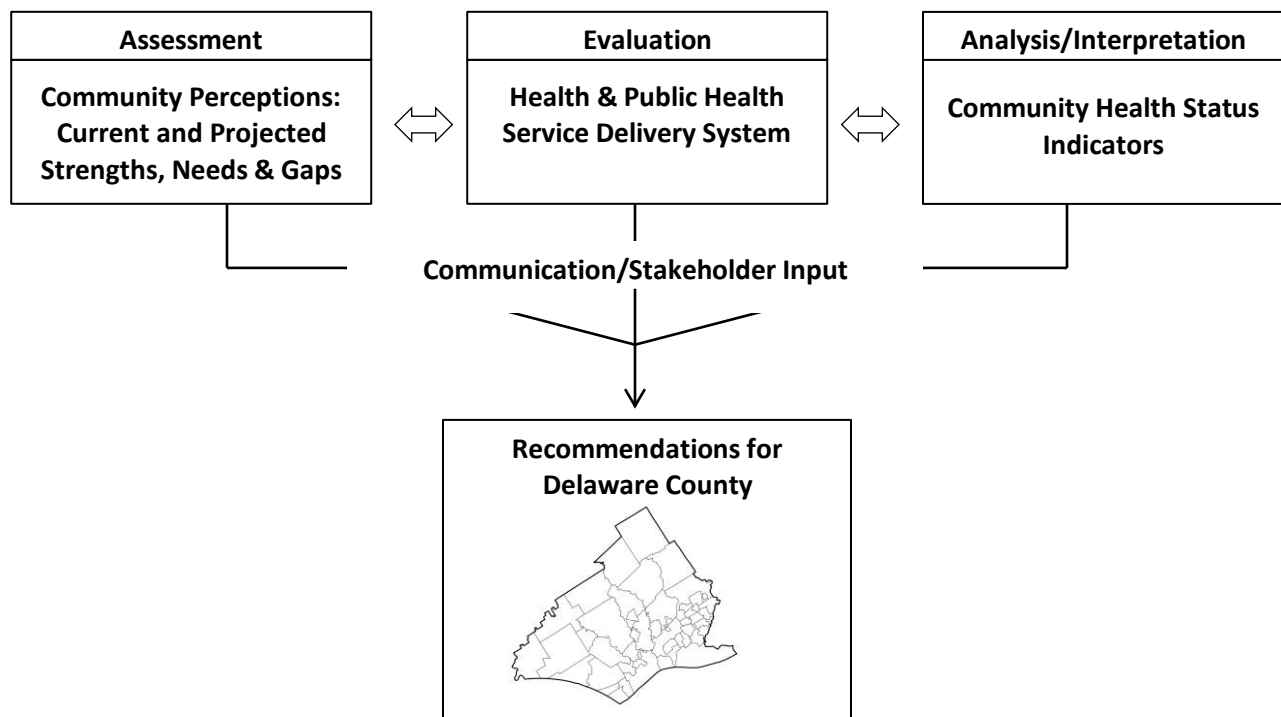 Assessment
Community Perceptions:
Current and Projected
Strengths, Needs & Gaps
Evaluation
Health & Public Health
Service Delivery System
Analysis/Interpretation
Community Health Status
Indicators
Communication/Stakeholder Input
Recommendations for
Delaware County